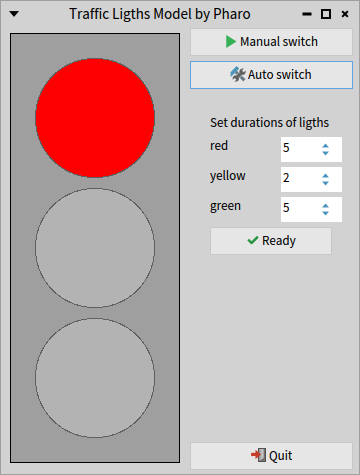 Traffic Ligths Model by Pharo
Manual switch
Auto switch
Set durations of ligths
red 5
yellow 2
green 5
Ready
Quit